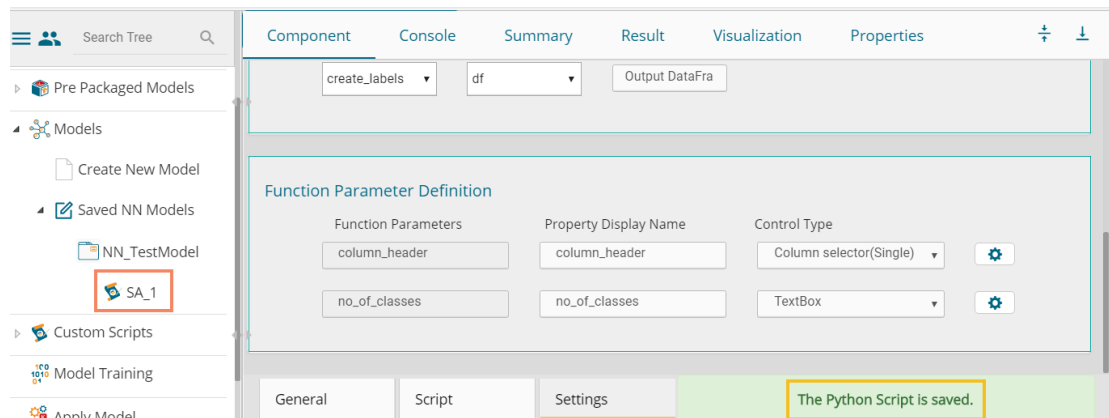 Search Tree
Component Console Summary Result Visualization Properties
create_labels df Output DataFra
Pre Packaged Models
Models
Create New Model
Saved NN Models
NN_TestModel
SA_1
Custom Scripts
Model Training
Apply Model
Function Parameter Definition
Function Parameters Property Display Name Control Type
column_header column_header Column selector(Single)
no_of_classes no_of_classes TextBox
General Script Settings The Python Script is saved.